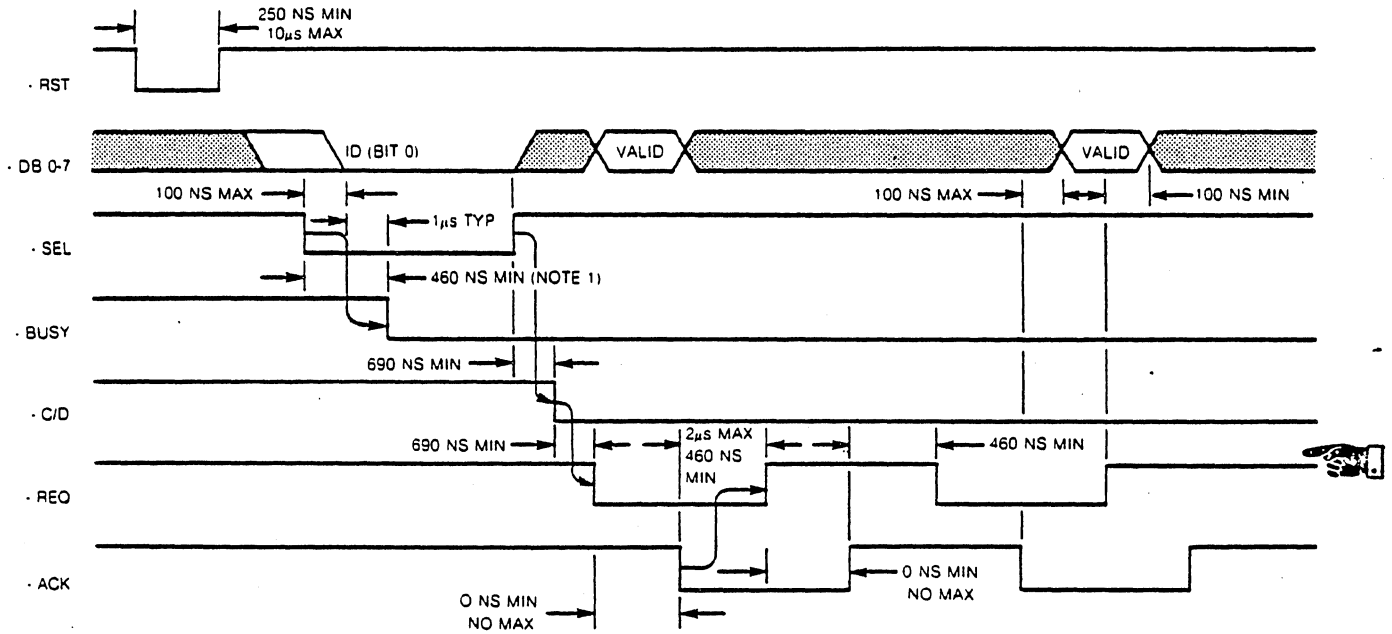 250 NS MIN
10µs MAX
- RST
ID (BIT 0)
VALID
VALID
- DB 0-7
100 NS MAX
100 NS MAX
100 NS MIN
1µs TYP
- SEL
460 NS MIN (NOTE 1)
- BUSY
690 NS MIN
- C/D
690 NS MIN
2µs MAX
460 NS
MIN
460 NS MIN
- REQ
- ACK
0 NS MIN
NO MAX
0 NS MIN
NO MAX